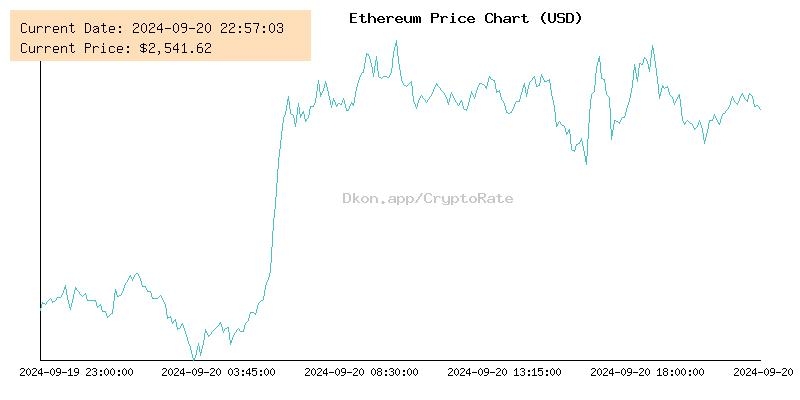 Ethereum Price Chart (USD)
Current Date: 2024-09-20 22:57:03
Current Price: $2,541.62
Dkon.app/CryptoRate
2024-09-19 23:00:00
2024-09-20 03:45:00
2024-09-20 08:30:00
2024-09-20 13:15:00
2024-09-20 18:00:00
2024-09-20